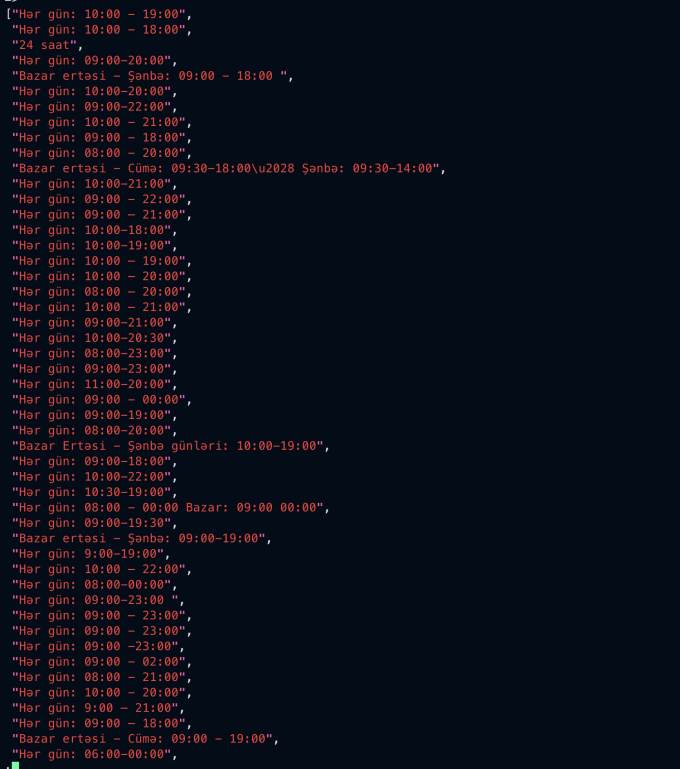 ["Hər gün: 10:00 – 19:00",
"Hər gün: 10:00 - 18:00",
"24 saat",
"Hər gün: 09:00-20:00",
"Bazar ertəsi - Şənbə: 09:00 - 18:00 ",
"Hər gün: 10:00-20:00",
"Hər gün: 09:00-22:00",
"Hər gün: 10:00 - 21:00",
"Hər gün: 09:00 - 18:00",
"Hər gün: 08:00 - 20:00",
"Bazar ertəsi - Cümə: 09:30-18:00\u2028 Şənbə: 09:30-14:00",
"Hər gün: 10:00-21:00",
"Hər gün: 09:00 - 22:00",
"Hər gün: 09:00 – 21:00",
"Hər gün: 10:00-18:00",
"Hər gün: 10:00-19:00",
"Hər gün: 10:00 – 19:00",
"Hər gün: 10:00 - 20:00",
"Hər gün: 08:00 – 20:00",
"Hər gün: 10:00 – 21:00",
"Hər gün: 09:00-21:00",
"Hər gün: 10:00-20:30",
"Hər gün: 08:00-23:00",
"Hər gün: 09:00-23:00",
"Hər gün: 11:00-20:00",
"Hər gün: 09:00 - 00:00",
"Hər gün: 09:00-19:00",
"Hər gün: 08:00-20:00",
"Bazar Ertəsi - Şənbə günləri: 10:00-19:00",
"Hər gün: 09:00-18:00",
"Hər gün: 10:00-22:00",
"Hər gün: 10:30-19:00",
"Hər gün: 08:00 - 00:00 Bazar: 09:00 00:00",
"Hər gün: 09:00-19:30",
"Bazar ertəsi - Şənbə: 09:00-19:00",
"Hər gün: 9:00-19:00",
"Hər gün: 10:00 – 22:00",
"Hər gün: 08:00-00:00",
"Hər gün: 09:00-23:00 ",
"Hər gün: 09:00 – 23:00",
"Hər gün: 09:00 - 23:00",
"Hər gün: 09:00 -23:00",
"Hər gün: 09:00 – 02:00",
"Hər gün: 08:00 - 21:00",
"Hər gün: 10:00 – 20:00",
"Hər gün: 9:00 – 21:00",
"Hər gün: 09:00 – 18:00",
"Bazar ertəsi - Cümə: 09:00 - 19:00",
"Hər gün: 06:00-00:00",
: